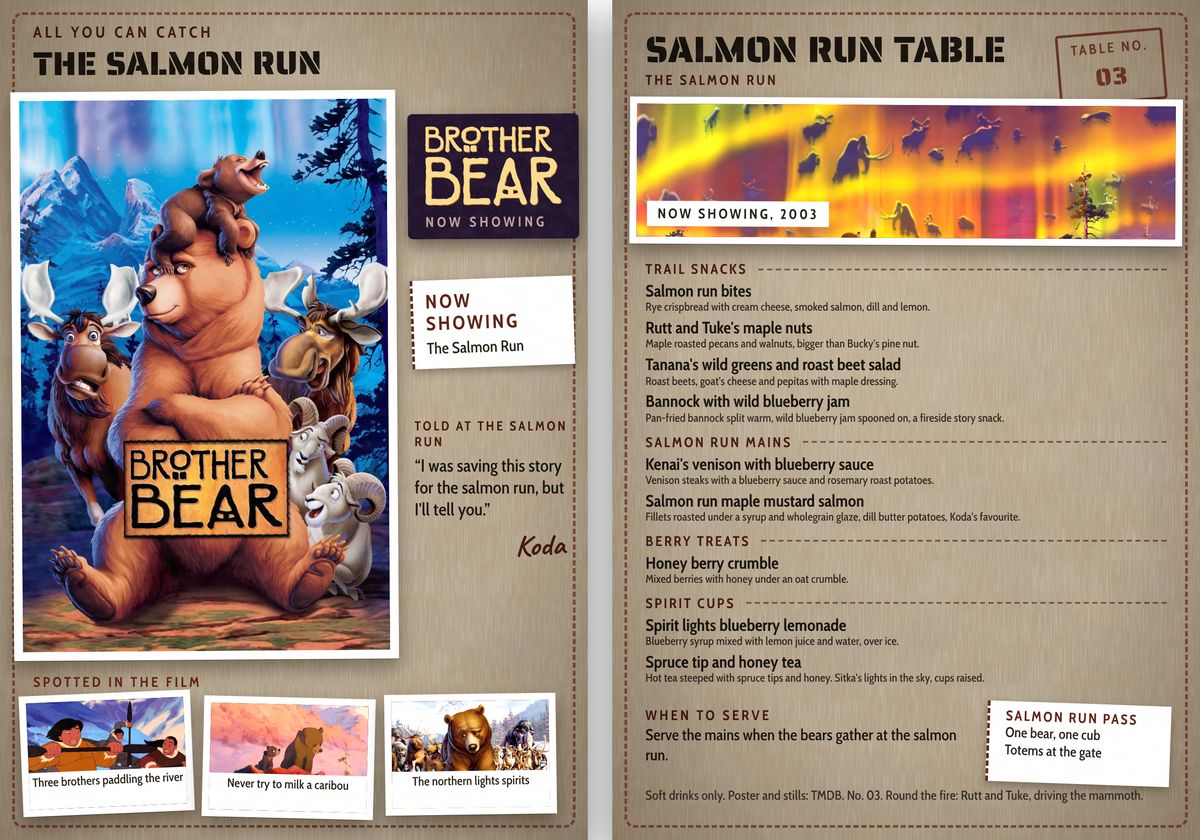 ALL YOU CAN CATCH
THE SALMON RUN
BROTHER
BEAR
NOW SHOWING
NOW
SHOWING
The Salmon Run
TOLD AT THE SALMON
RUN
“I was saving this story
for the salmon run, but
I'll tell you.”
Koda
BRÖTHER
BEAR
SPOTTED IN THE FILM
Three brothers paddling the river
Never try to milk a caribou
The northern lights spirits
SALMON RUN TABLE
THE SALMON RUN
TABLE NO.
03
NOW SHOWING, 2003
TRAIL SNACKS
Salmon run bites
Rye crispbread with cream cheese, smoked salmon, dill and lemon.
Rutt and Tuke's maple nuts
Maple roasted pecans and walnuts, bigger than Bucky's pine nut.
Tanana's wild greens and roast beet salad
Roast beets, goat's cheese and pepitas with maple dressing.
Bannock with wild blueberry jam
Pan-fried bannock split warm, wild blueberry jam spooned on, a fireside story snack.
SALMON RUN MAINS
Kenai's venison with blueberry sauce
Venison steaks with a blueberry sauce and rosemary roast potatoes.
Salmon run maple mustard salmon
Fillets roasted under a syrup and wholegrain glaze, dill butter potatoes, Koda's favourite.
BERRY TREATS
Honey berry crumble
Mixed berries with honey under an oat crumble.
SPIRIT CUPS
Spirit lights blueberry lemonade
Blueberry syrup mixed with lemon juice and water, over ice.
Spruce tip and honey tea
Hot tea steeped with spruce tips and honey. Sitka's lights in the sky, cups raised.
WHEN TO SERVE
Serve the mains when the bears gather at the salmon
run.
SALMON RUN PASS
One bear, one cub
Totems at the gate
Soft drinks only. Poster and stills: TMDB. No. 03. Round the fire: Rutt and Tuke, driving the mammoth.